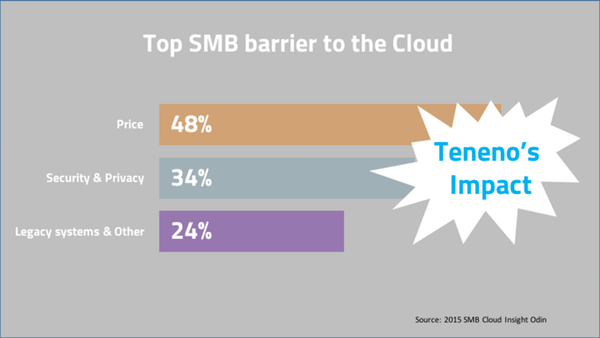 Top SMB barrier to the Cloud
Price
48%
Security & Privacy
34%
Legacy systems & Other
24%
Teneno's
Impact
Source: 2015 SMB Cloud Insight Odin